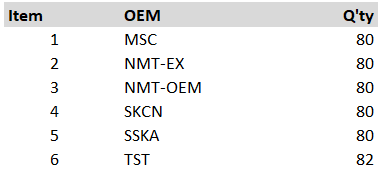 Item OEM Q'ty
1 MSC 80
2 NMT-EX 80
3 NMT-OEM 80
4 SKCN 80
5 SSKA 80
6 TST 82